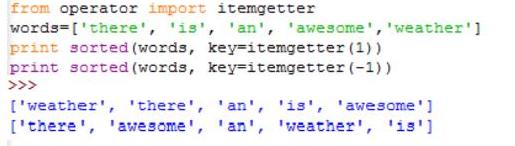 from operator import itemgetter
words=['there', 'is', 'an', 'awesome','weather']
print sorted(words, key=itemgetter(1))
print sorted(words, key=itemgetter(-1))
>>>
['weather', 'there', 'an', 'is', 'awesome']
['there', 'awesome', 'an', 'weather', 'is']